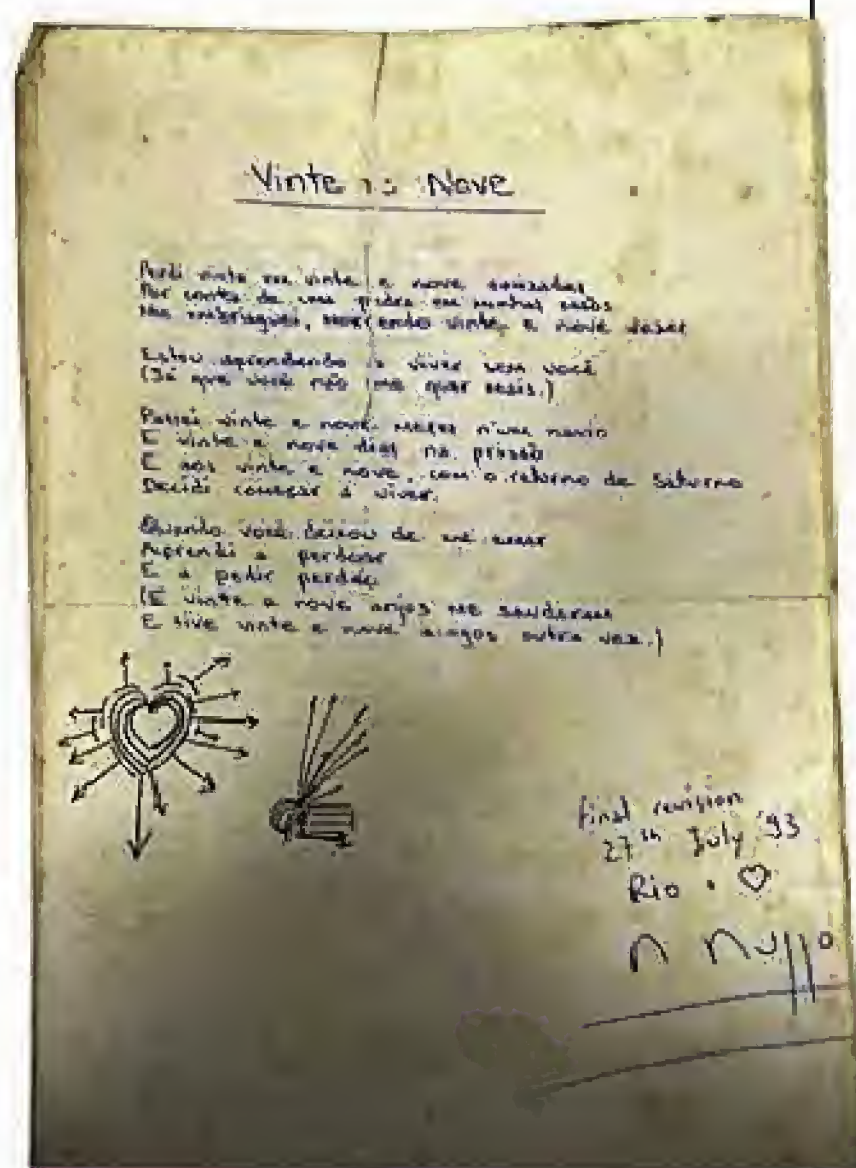 Vinte e Nove
Perdi vinte em vinte e nove amizades
Por conta de uma pedra em minhas mãos
Me embriaguei, morrendo vinte e nove vezes
Estou aprendendo a viver sem você
(Já que você não me quer mais.)
Passei vinte e nove meses n'um navio
E vinte e nove dias na prisão
E aos vinte e nove, com o retorno de Saturno
Decidi começar a viver.
Quando você deixou de me amar
Aprendi a perdoar
E a pedir perdão
(E vinte e nove anjos me saudaram
E tive vinte e nove amigos outra vez.)
final revision
27th July '93
Rio